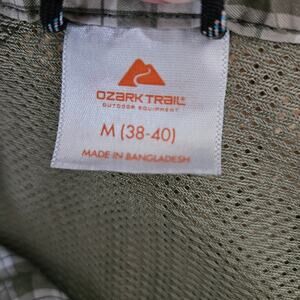 OZARK TRAIL
OUTDOOR EQUIPMENT
M (38-40)
MADE IN BANGLADESH